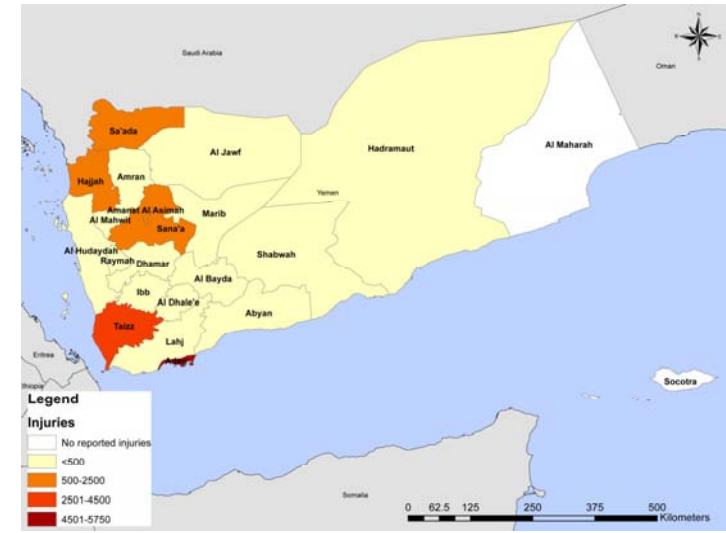 Saudi Arabia
Oman
Sa'ada
Al Jawf
Hadramaut
Al Maharah
Hajjah
Amran
Yemen
Amanat Al Asimah
Marib
Al Mahwit
Sana'a
Al Hudaydah
Shabwah
Raymah
Dhamar
Al Bayda
Ibb
Al Dhale'e
Abyan
Taizz
Lahj
Aden
Eritrea
Ethiopia
Socotra
Legend
Injuries
No reported injuries
<500
500-2500
2501-4500
4501-5750
Somalia
0 62.5 125 250 375 500
Kilometers